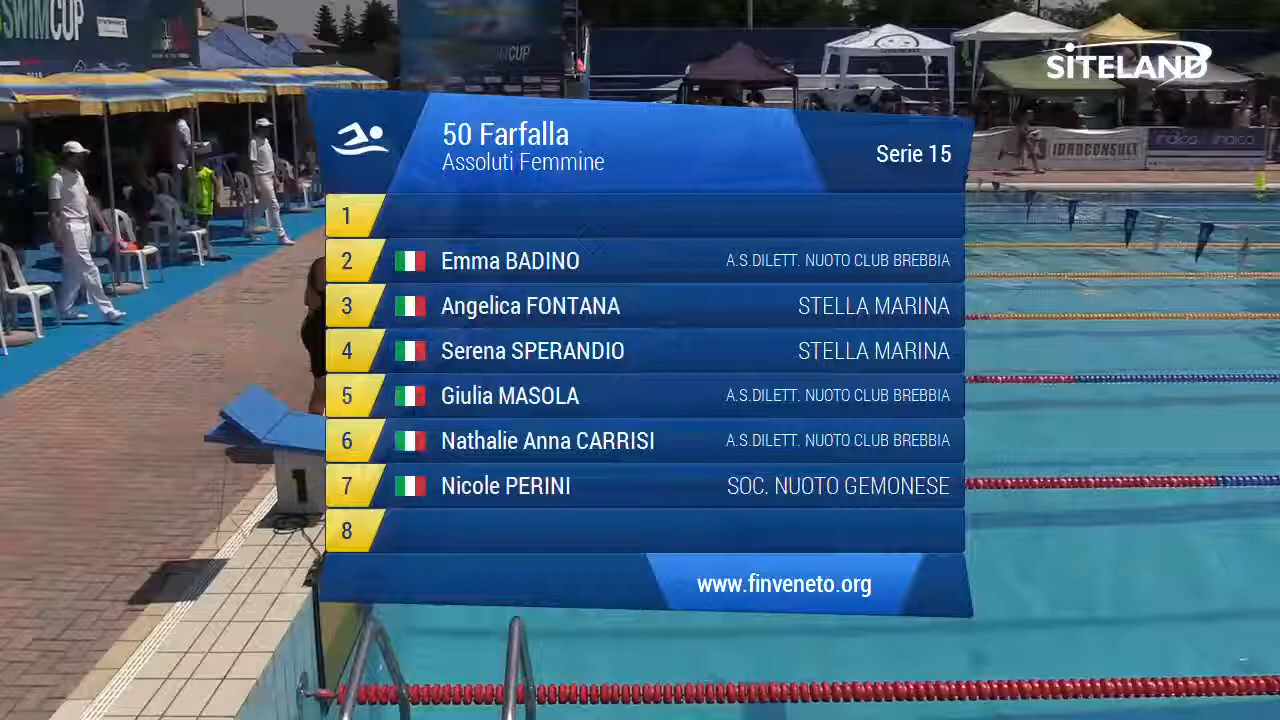 SWIMCUP
SWIMCUP
SITELAND
IDROCONSULT
50 Farfalla
Assoluti Femmine
Serie 15
1
2 Emma BADINO A.S.DILETT. NUOTO CLUB BREBBIA
3 Angelica FONTANA STELLA MARINA
4 Serena SPERANDIO STELLA MARINA
5 Giulia MASOLA A.S.DILETT. NUOTO CLUB BREBBIA
6 Nathalie Anna CARRISI A.S.DILETT. NUOTO CLUB BREBBIA
7 Nicole PERINI SOC. NUOTO GEMONESE
8
www.finveneto.org
1